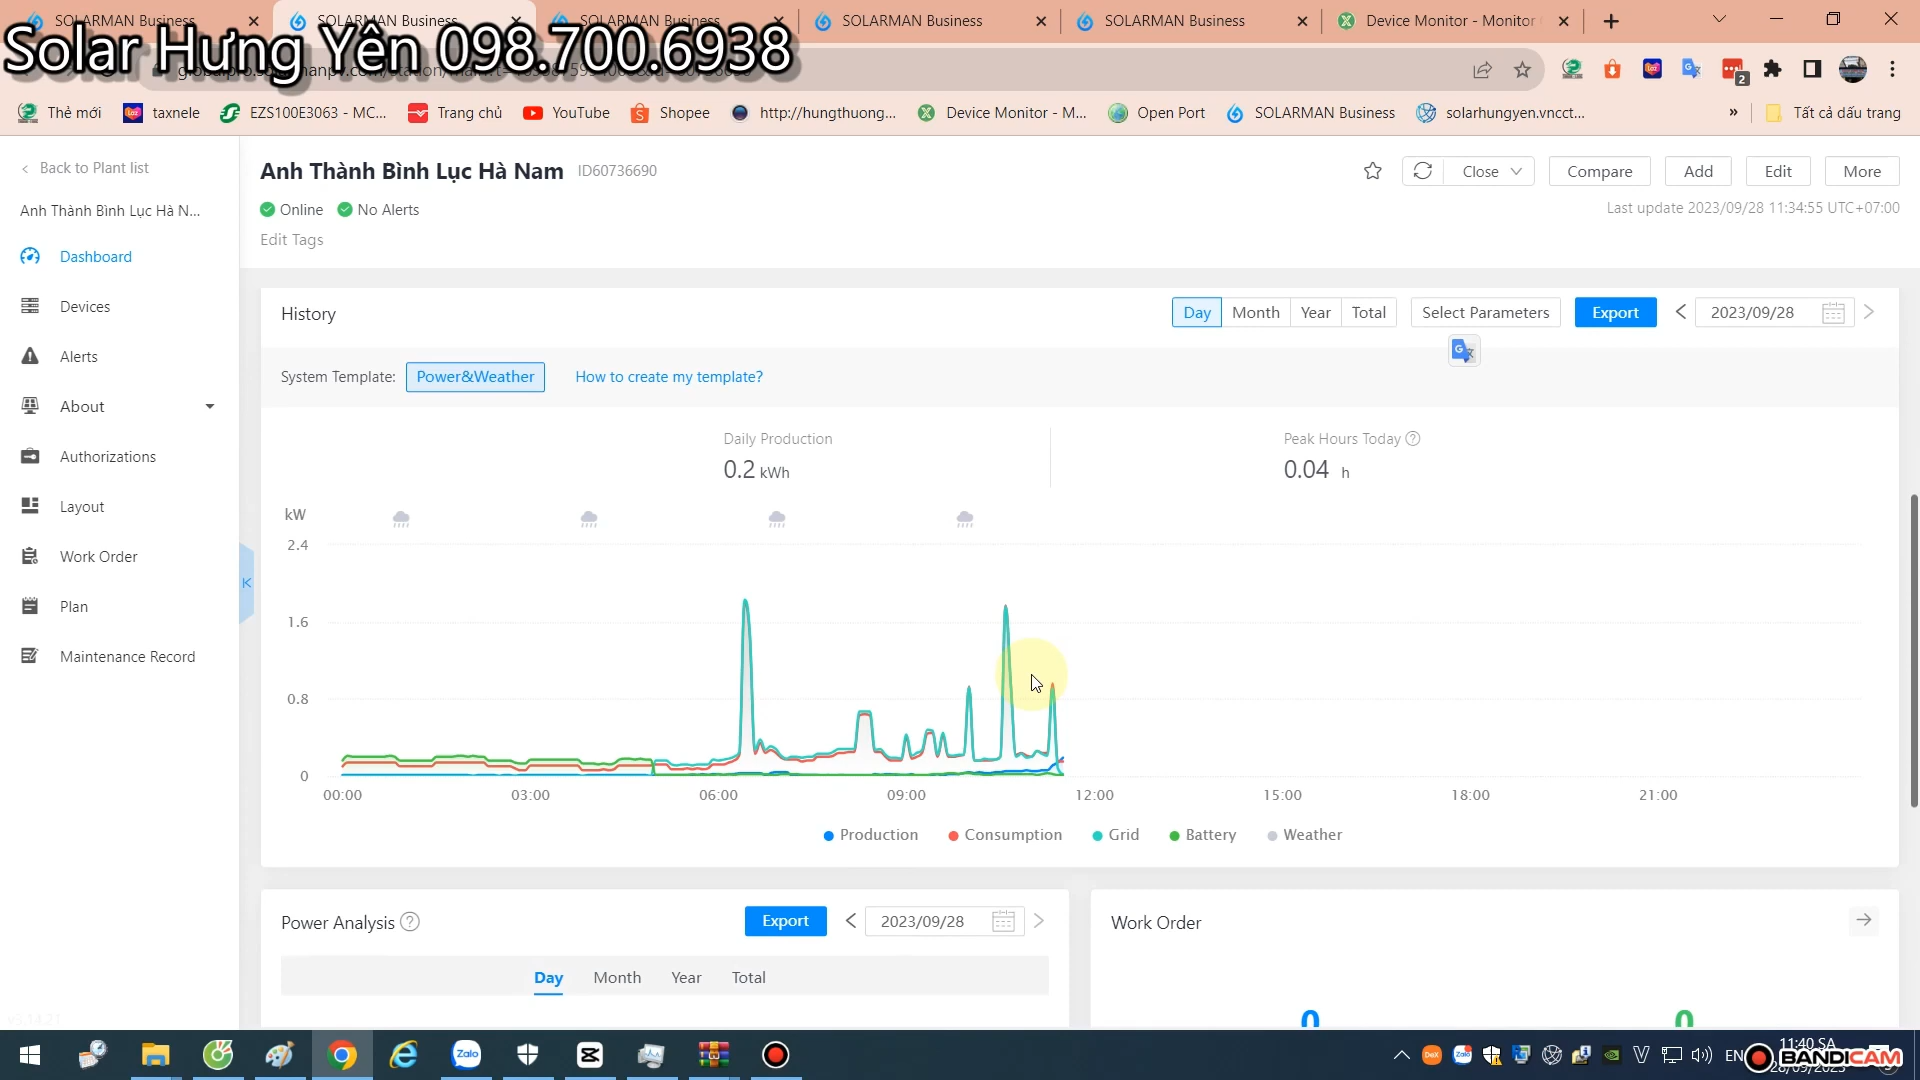 SOLARMAN Business
SOLARMAN Business
SOLARMAN Business
SOLARMAN Business
SOLARMAN Business
Device Monitor - Monitor
Solar Hưng Yên 098.700.6938
2
Thẻ mới
taxnele
EZS100E3063 - MC...
Trang chủ
YouTube
Shopee
http://hungthuong...
Device Monitor - M...
Open Port
SOLARMAN Business
solarhungyen.vncct...
»
Tất cả dấu trang
Back to Plant list
Anh Thành Bình Lục Hà N...
Dashboard
Devices
Alerts
About
Authorizations
Layout
Work Order
Plan
Maintenance Record
Anh Thành Bình Lục Hà Nam ID60736690
Close
Compare
Add
Edit
More
Online No Alerts
Last update 2023/09/28 11:34:55 UTC+07:00
Edit Tags
History
Day Month Year Total
Select Parameters
Export
2023/09/28
System Template: Power&Weather How to create my template?
Daily Production
0.2 kWh
Peak Hours Today
0.04 h
kW
2.4
1.6
0.8
0
00:00 03:00 06:00 09:00 12:00 15:00 18:00 21:00
Production Consumption Grid Battery Weather
Power Analysis
Export
2023/09/28
Day Month Year Total
Work Order
0
0
Zalo
EN
11:40 SA
28/09/2023
BANDICAM